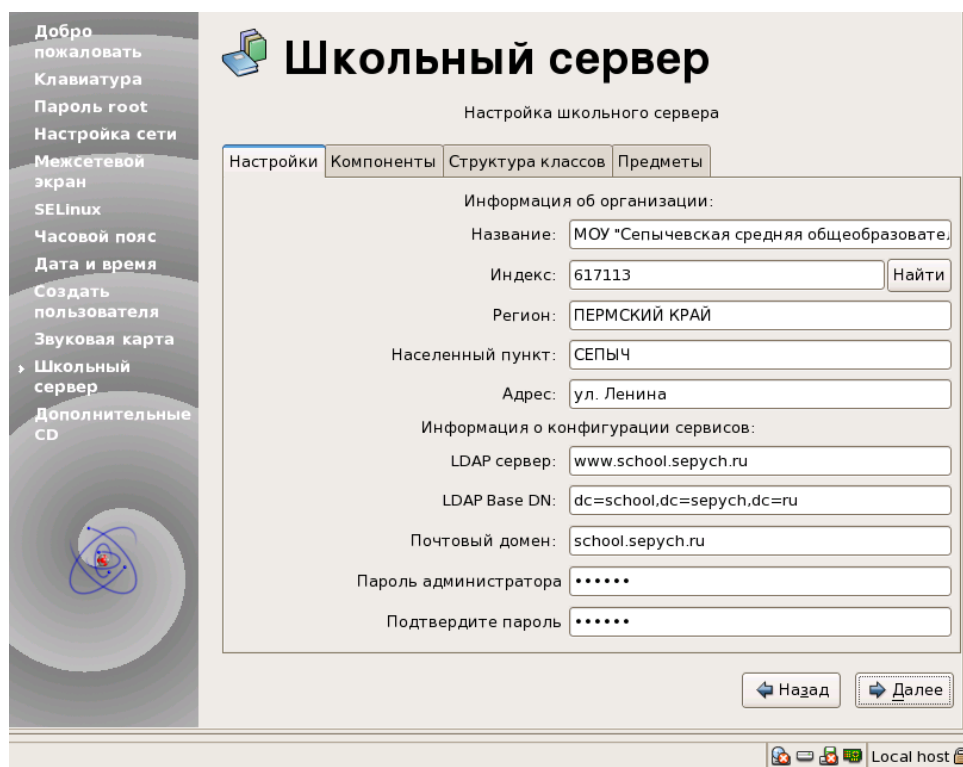 Добро
пожаловать
Клавиатура
Пароль root
Настройка сети
Межсетевой
экран
SELinux
Часовой пояс
Дата и время
Создать
пользователя
Звуковая карта
Школьный
сервер
Дополнительные
CD
Школьный сервер
Настройка школьного сервера
Настройки Компоненты Структура классов Предметы
Информация об организации:
Название: МОУ "Сепычевская средняя общеобразовател
Индекс: 617113 Найти
Регион: ПЕРМСКИЙ КРАЙ
Населенный пункт: СЕПЫЧ
Адрес: ул. Ленина
Информация о конфигурации сервисов:
LDAP сервер: www.school.sepych.ru
LDAP Base DN: dc=school,dc=sepych,dc=ru
Почтовый домен: school.sepych.ru
Пароль администратора ••••••
Подтвердите пароль ••••••
Назад Далее
Local host